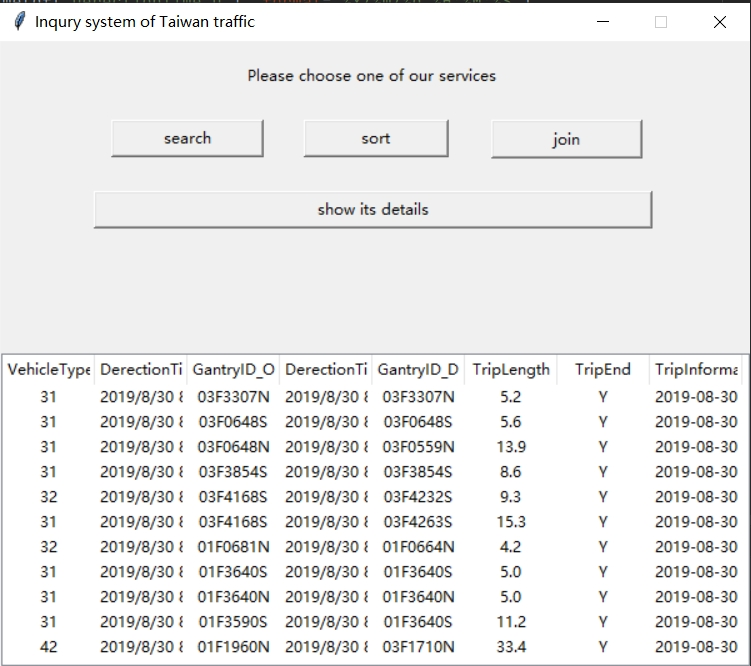 Inqury system of Taiwan traffic
Please choose one of our services
search sort join
show its details
VehicleType DerectionTi GantryID_O DerectionTi GantryID_D TripLength TripEnd TripInforma
31 2019/8/30 8 03F3307N 2019/8/30 8 03F3307N 5.2 Y 2019-08-30
31 2019/8/30 8 03F0648S 2019/8/30 8 03F0648S 5.6 Y 2019-08-30
31 2019/8/30 8 03F0648N 2019/8/30 8 03F0559N 13.9 Y 2019-08-30
31 2019/8/30 8 03F3854S 2019/8/30 8 03F3854S 8.6 Y 2019-08-30
32 2019/8/30 8 03F4168S 2019/8/30 8 03F4232S 9.3 Y 2019-08-30
31 2019/8/30 8 03F4168S 2019/8/30 8 03F4263S 15.3 Y 2019-08-30
32 2019/8/30 8 01F0681N 2019/8/30 8 01F0664N 4.2 Y 2019-08-30
31 2019/8/30 8 01F3640S 2019/8/30 8 01F3640S 5.0 Y 2019-08-30
31 2019/8/30 8 01F3640N 2019/8/30 8 01F3640N 5.0 Y 2019-08-30
31 2019/8/30 8 01F3590S 2019/8/30 8 01F3640S 11.2 Y 2019-08-30
42 2019/8/30 8 01F1960N 2019/8/30 8 03F1710N 33.4 Y 2019-08-30